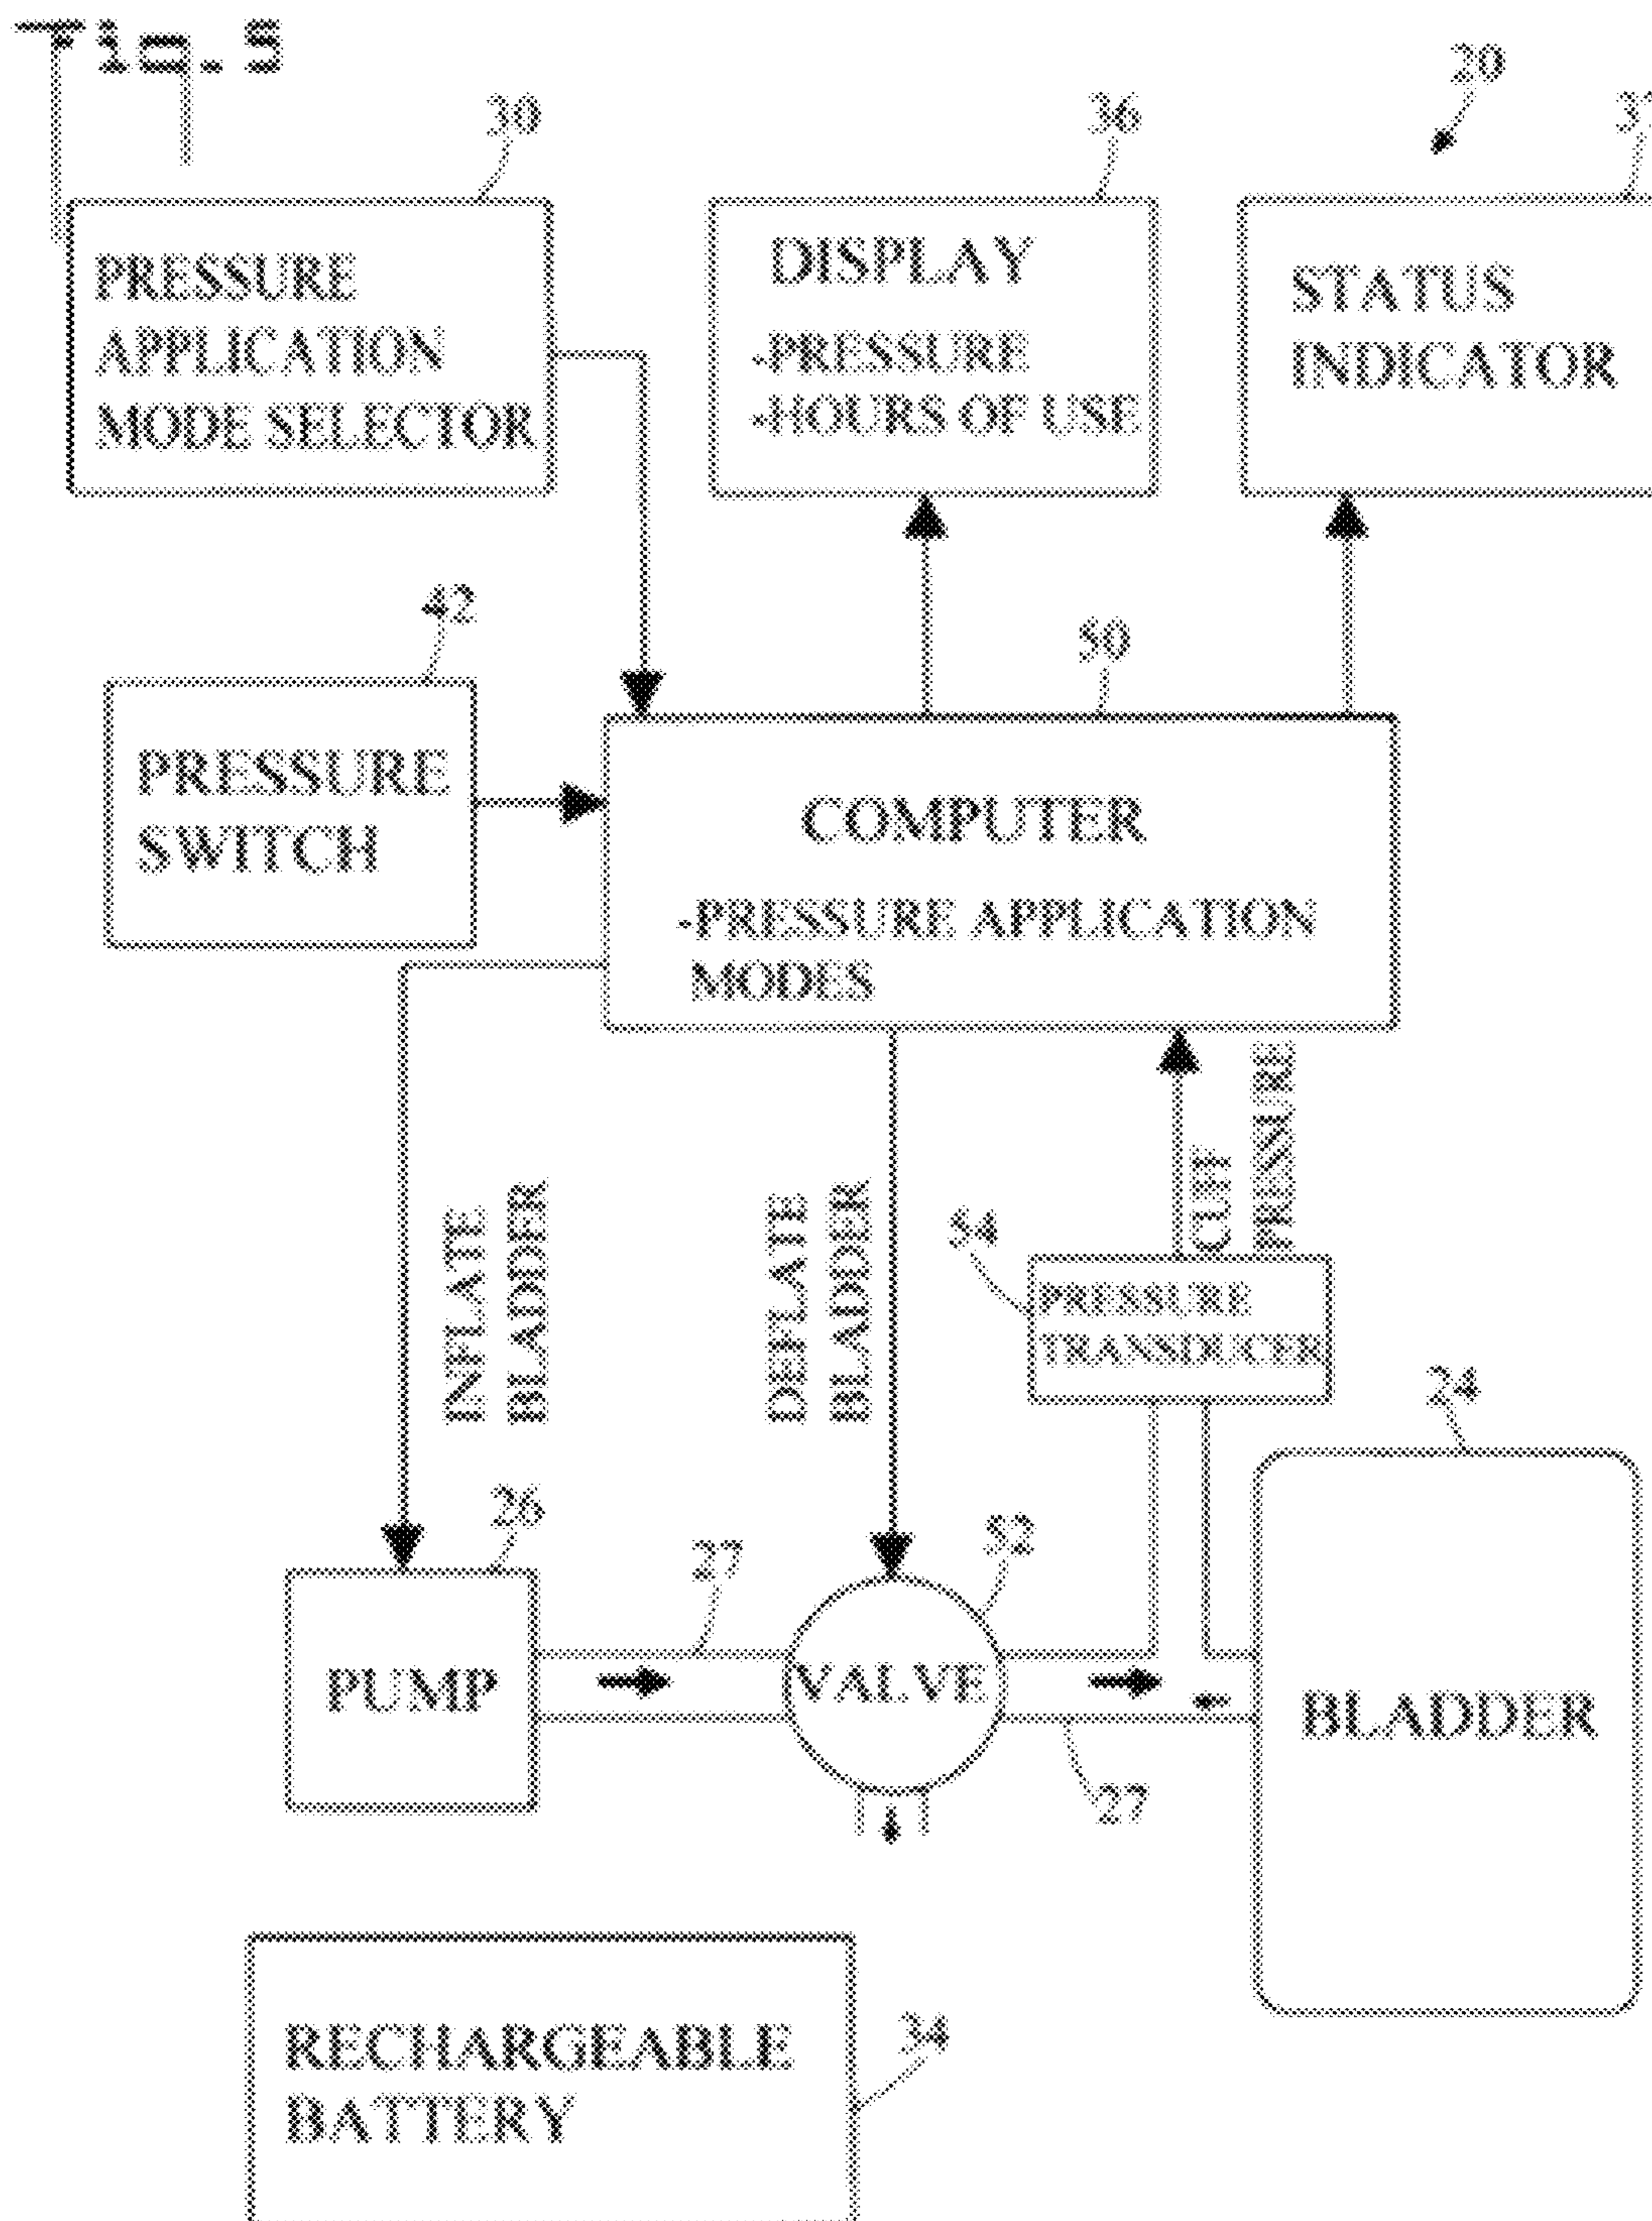 Fig. 5
20
30
PRESSURE
APPLICATION
MODE SELECTOR
36
DISPLAY
-PRESSURE
-HOURS OF USE
STATUS
INDICATOR
42
PRESSURE
SWITCH
50
COMPUTER
-PRESSURE APPLICATION
MODES
INFLATE
BLADDER
DEFLATE
BLADDER
CUFF
PRESSURE
54
PRESSURE
TRANSDUCER
24
BLADDER
26
PUMP
27
52
VALVE
27
34
RECHARGEABLE
BATTERY